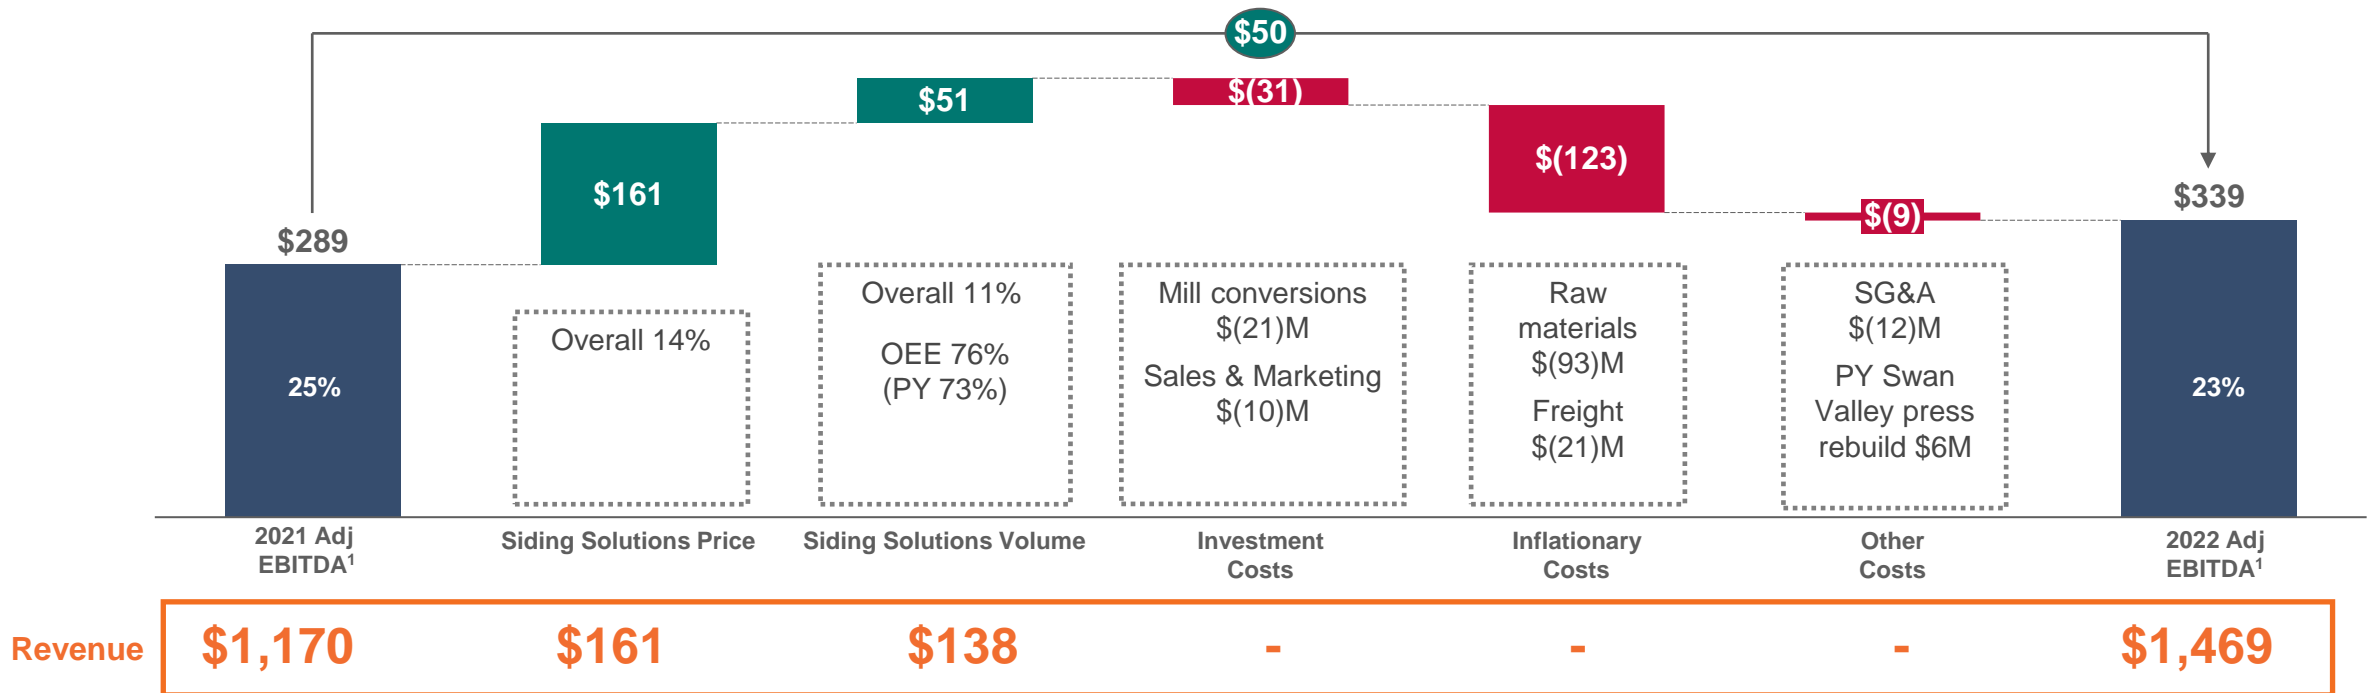 $50
$51
$(31)
$161
$(123)
$289
$(9)
$339
25%
Overall 14%
Overall 11%
OEE 76%
(PY 73%)
Mill conversions
$(21)M
Sales & Marketing
$(10)M
Raw
materials
$(93)M
Freight
$(21)M
SG&A
$(12)M
PY Swan
Valley press
rebuild $6M
23%
2021 Adj
EBITDA¹
Siding Solutions Price
Siding Solutions Volume
Investment
Costs
Inflationary
Costs
Other
Costs
2022 Adj
EBITDA¹
Revenue $1,170 $161 $138 - - - $1,469